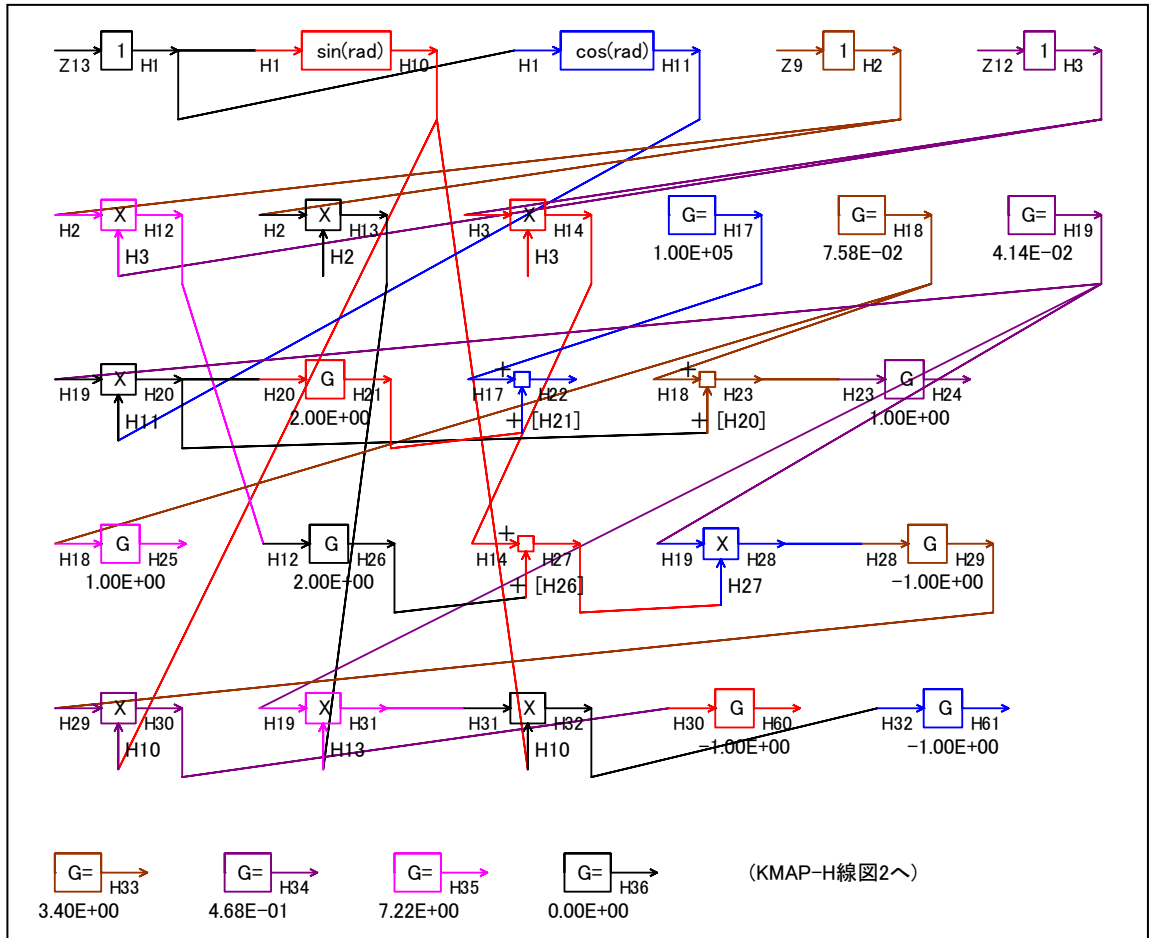 1 sin(rad) cos(rad) 1 1
Z13 H1 H1 H10 H1 H11 Z9 H2 Z12 H3
X X X G= G= G=
H2 H12 H2 H13 H3 H14 H17 H18 H19
H3 H2 H3 1.00E+05 7.58E-02 4.14E-02
X G + + G
H19 H20 H20 H21 H17 H22 H18 H23 H23 H24
H11 2.00E+00 + [H21] + [H20] 1.00E+00
G G + X G
H18 H25 H12 H26 H14 H27 H19 H28 H28 H29
1.00E+00 2.00E+00 + [H26] H27 -1.00E+00
X X X G G
H29 H30 H19 H31 H31 H32 H30 H60 H32 H61
H10 H13 H10 -1.00E+00 -1.00E+00
G= G= G= G= (KMAP-H線図2へ)
H33 H34 H35 H36
3.40E+00 4.68E-01 7.22E+00 0.00E+00